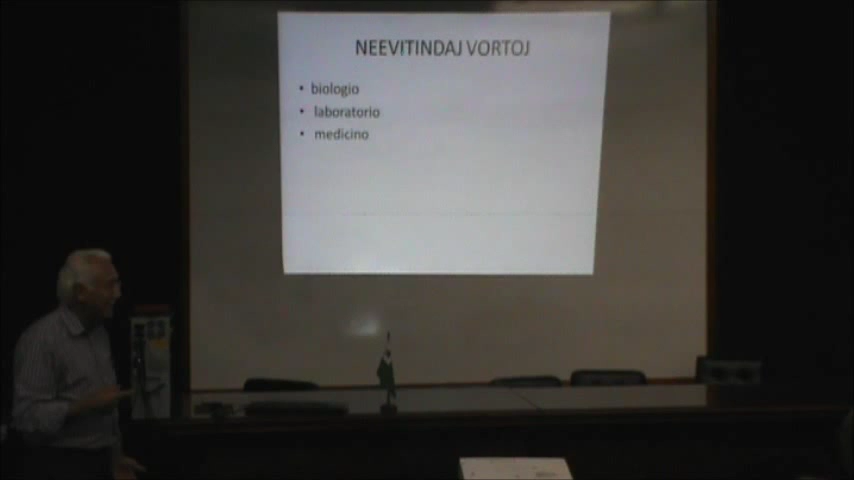 NEEVITINDAJ VORTOJ
• biologio
• laboratorio
• medicino